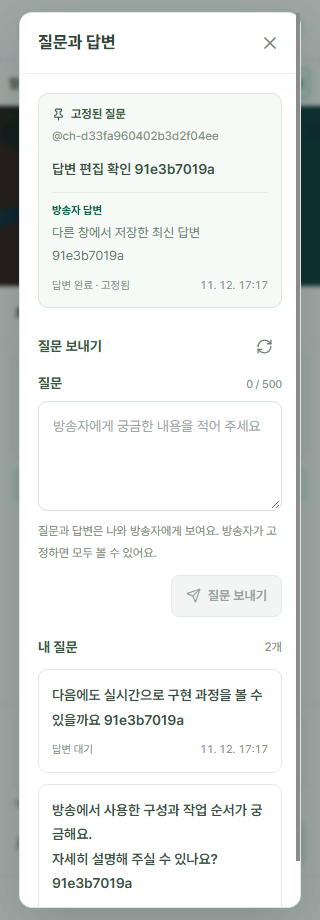 질문과 답변
고정된 질문
@ch-d33fa960402b3d2f04ee
답변 편집 확인 91e3b7019a
방송자 답변
다른 창에서 저장한 최신 답변
91e3b7019a
답변 완료 · 고정됨 11. 12. 17:17
질문 보내기
질문 0 / 500
방송자에게 궁금한 내용을 적어 주세요
질문과 답변은 나와 방송자에게 보여요. 방송자가 고
정하면 모두 볼 수 있어요.
질문 보내기
내 질문 2개
다음에도 실시간으로 구현 과정을 볼 수
있을까요 91e3b7019a
답변 대기 11. 12. 17:17
방송에서 사용한 구성과 작업 순서가 궁
금해요.
자세히 설명해 주실 수 있나요?
91e3b7019a